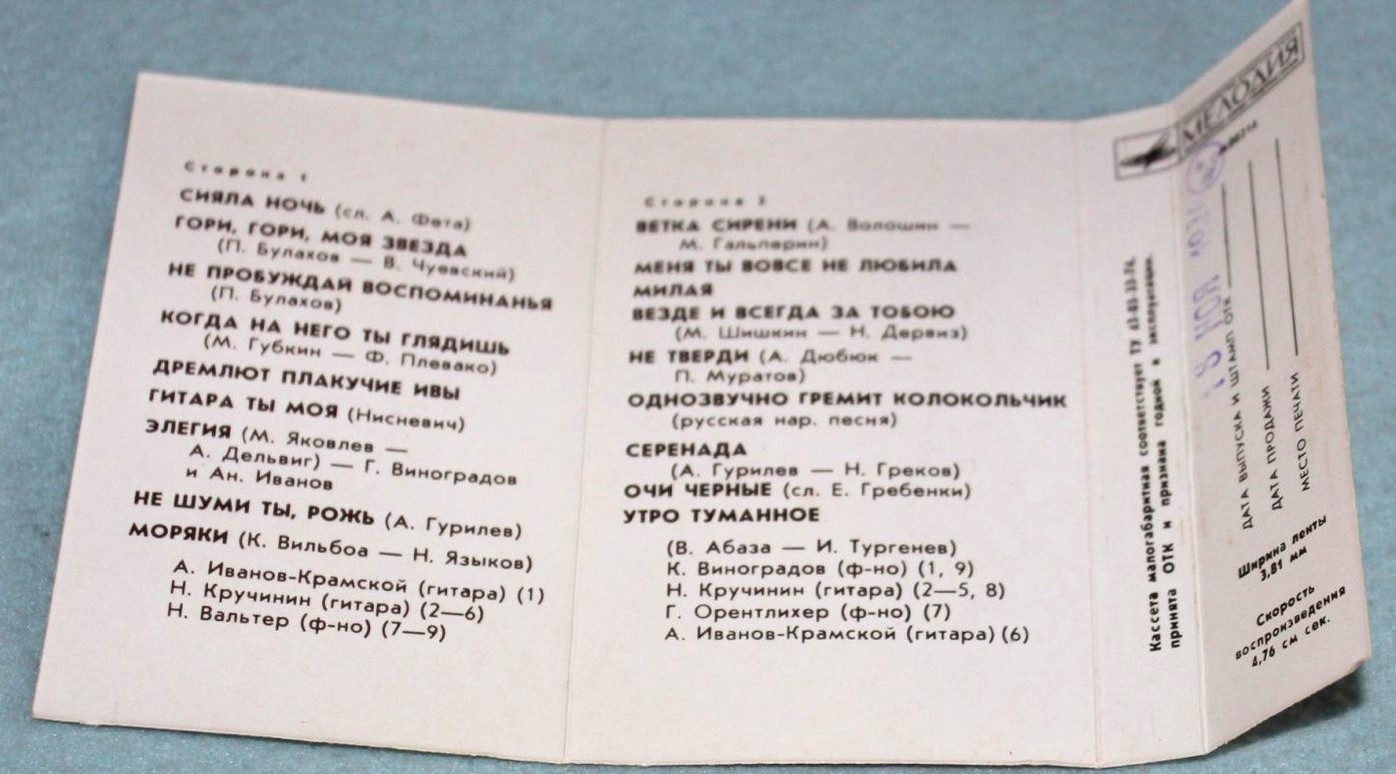 Сторона 1
СИЯЛА НОЧЬ (сл. А. Фета)
ГОРИ, ГОРИ, МОЯ ЗВЕЗДА
(П. Булахов — В. Чуевский)
НЕ ПРОБУЖДАЙ ВОСПОМИНАНЬЯ
(П. Булахов)
КОГДА НА НЕГО ТЫ ГЛЯДИШЬ
(М. Губкин — Ф. Плевако)
ДРЕМЛЮТ ПЛАКУЧИЕ ИВЫ
ГИТАРА ТЫ МОЯ (Нисневич)
ЭЛЕГИЯ (М. Яковлев —
А. Дельвиг) — Г. Виноградов
и Ан. Иванов
НЕ ШУМИ ТЫ, РОЖЬ (А. Гурилев)
МОРЯКИ (К. Вильбоа — Н. Языков)
А. Иванов-Крамской (гитара) (1)
Н. Кручинин (гитара) (2—6)
Н. Вальтер (ф-но) (7—9)
Сторона 2
ВЕТКА СИРЕНИ (А. Волошин —
М. Гальперин)
МЕНЯ ТЫ ВОВСЕ НЕ ЛЮБИЛА
МИЛАЯ
ВЕЗДЕ И ВСЕГДА ЗА ТОБОЮ
(М. Шишкин — Н. Дервиз)
НЕ ТВЕРДИ (А. Дюбюк —
П. Муратов)
ОДНОЗВУЧНО ГРЕМИТ КОЛОКОЛЬЧИК
(русская нар. песня)
СЕРЕНАДА
(А. Гурилев — Н. Греков)
ОЧИ ЧЕРНЫЕ (сл. Е. Гребенки)
УТРО ТУМАННОЕ
(В. Абаза — И. Тургенев)
К. Виноградов (ф-но) (1, 9)
Н. Кручинин (гитара) (2—5, 8)
Г. Орентлихер (ф-но) (7)
А. Иванов-Крамской (гитара) (6)
Кассета малогабаритная соответствует ТУ
принята ОТК и признана годной к эксплуатации.
МЕЛОДИЯ
ДАТА ВЫПУСКА И ШТАМП ОТК
ДАТА ПРОДАЖИ
МЕСТО ПЕЧАТИ
Ширина ленты
3,81 мм
Скорость
воспроизведения
4,76 см сек.